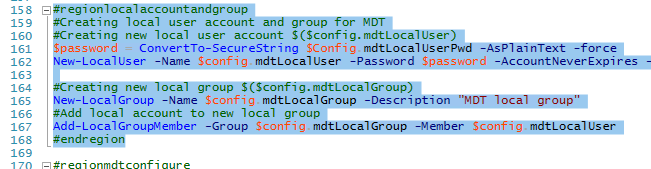 158 #regionlocalaccountandgroup
159 #Creating local user account and group for MDT
160 #Creating new local user account $($config.mdtLocalUser)
161 $password = ConvertTo-SecureString $Config.mdtLocalUserPwd -AsPlainText -force
162 New-LocalUser -Name $config.mdtLocalUser -Password $password -AccountNeverExpires -
163
164 #Creating new local group $($config.mdtLocalGroup)
165 New-LocalGroup -Name $config.mdtLocalGroup -Description "MDT local group"
166 #Add local account to new local group
167 Add-LocalGroupMember -Group $config.mdtLocalGroup -Member $config.mdtLocalUser
168 #endregion
169
170 #regionmdtconfigure